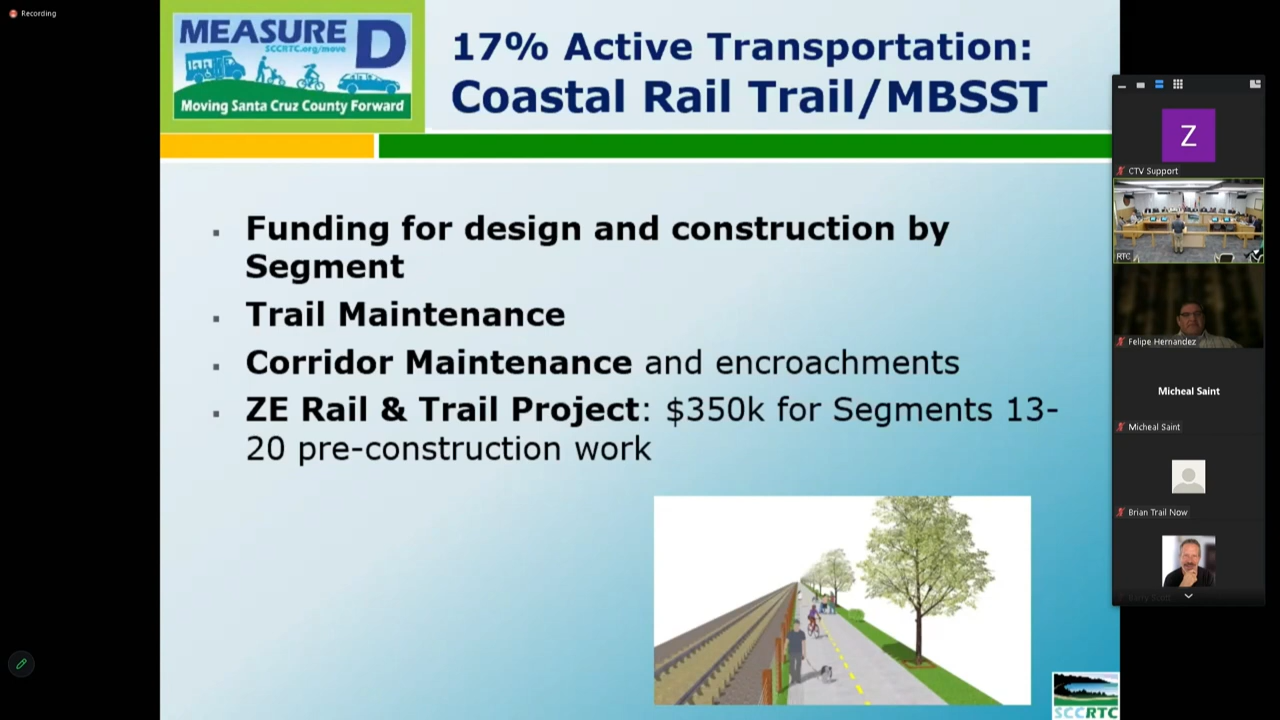 Recording
MEASURE D
SCCRTC.org/move
Moving Santa Cruz County Forward
17% Active Transportation:
Coastal Rail Trail/MBSST
▪ Funding for design and construction by
Segment
▪ Trail Maintenance
▪ Corridor Maintenance and encroachments
▪ ZE Rail & Trail Project: $350k for Segments 13-
20 pre-construction work
SCCRTC
Z
CTV Support
RTC
Felipe Hernandez
Micheal Saint
Micheal Saint
Brian Trail Now